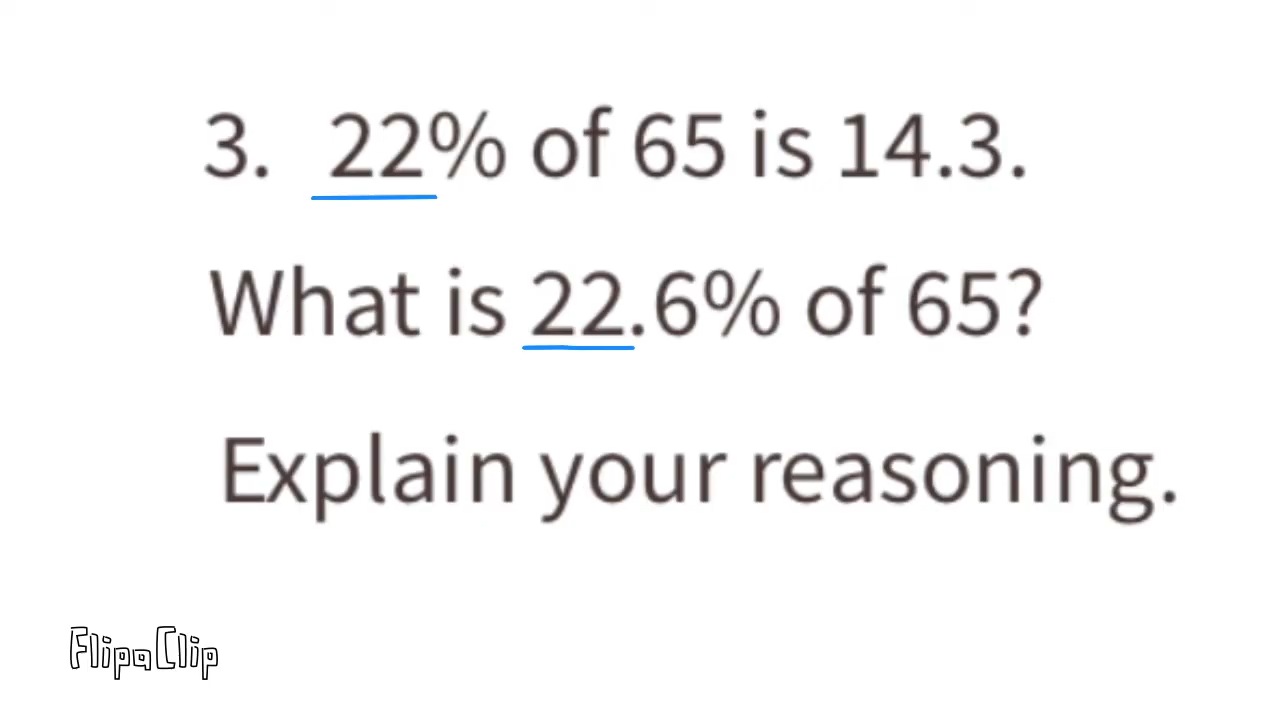 3. 22% of 65 is 14.3.
What is 22.6% of 65?
Explain your reasoning.
FlipaClip